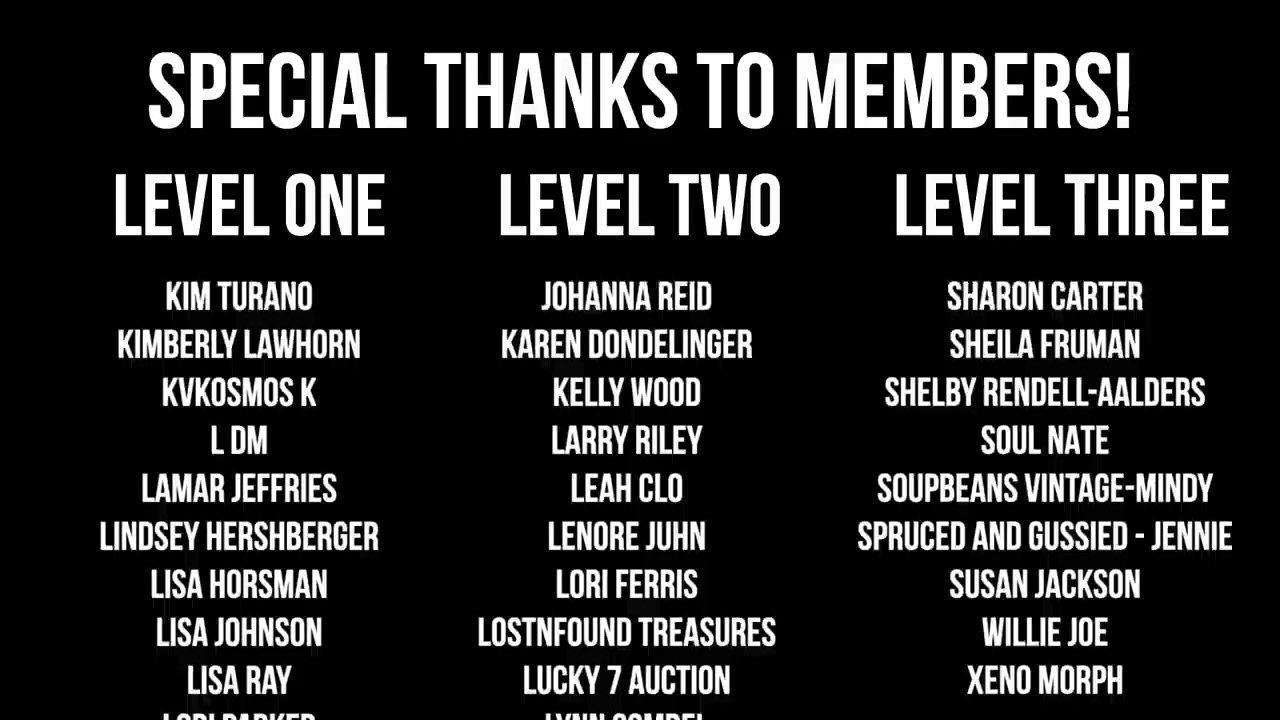 SPECIAL THANKS TO MEMBERS!
LEVEL ONE
KIM TURANO
KIMBERLY LAWHORN
KVKOSMOS K
L DM
LAMAR JEFFRIES
LINDSEY HERSHBERGER
LISA HORSMAN
LISA JOHNSON
LISA RAY
LEVEL TWO
JOHANNA REID
KAREN DONDELINGER
KELLY WOOD
LARRY RILEY
LEAH CLO
LENORE JUHN
LORI FERRIS
LOSTNFOUND TREASURES
LUCKY 7 AUCTION
LEVEL THREE
SHARON CARTER
SHEILA FRUMAN
SHELBY RENDELL-AALDERS
SOUL NATE
SOUPBEANS VINTAGE-MINDY
SPRUCED AND GUSSIED - JENNIE
SUSAN JACKSON
WILLIE JOE
XENO MORPH